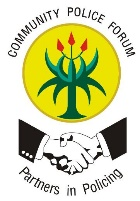 COMMUNITY POLICE FORUM
Partners in Policing